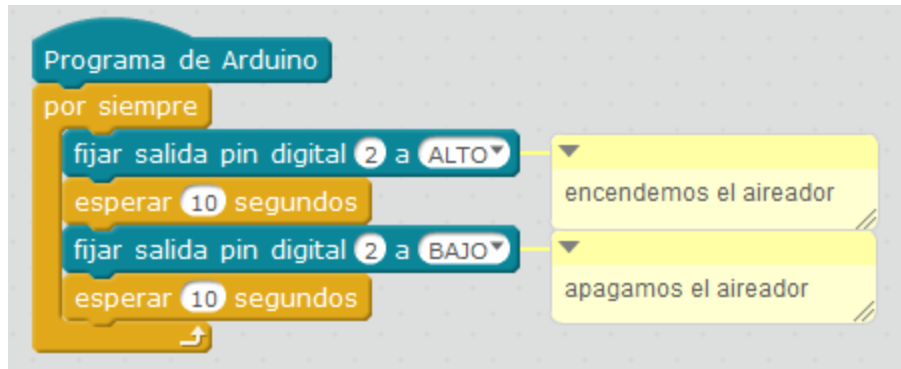 Programa de Arduino
por siempre
fijar salida pin digital 2 a ALTO
encendemos el aireador
esperar 10 segundos
fijar salida pin digital 2 a BAJO
apagamos el aireador
esperar 10 segundos